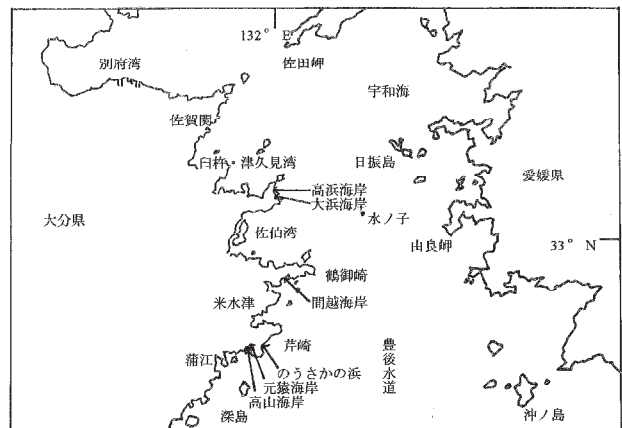 132° E
別府湾
佐田岬
宇和海
佐賀関
臼杵・津久見湾
日振島
愛媛県
高浜海岸
大浜海岸
大分県
水ノ子
佐伯湾
由良岬
33° N
鶴御崎
米水津
間越海岸
芹崎
豊後水道
蒲江
のうさかの浜
元猿海岸
高山海岸
深島
沖ノ島